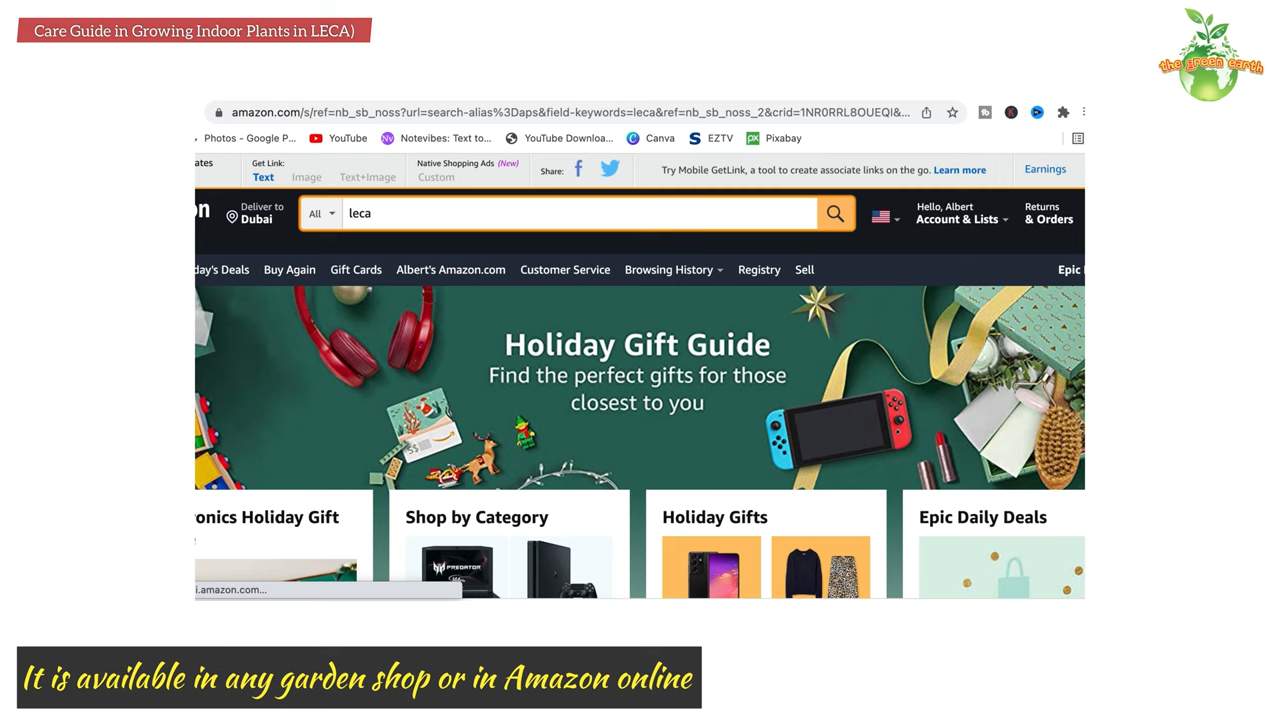 Care Guide in Growing Indoor Plants in LECA)
the green earth
amazon.com/s/ref=nb_sb_noss?url=search-alias%3Daps&field-keywords=leca&ref=nb_sb_noss_2&crid=1NR0RRL8OUEQI&...
Photos - Google P... YouTube Notevibes: Text to... YouTube Downloa... Canva EZTV Pixabay
ates Get Link: Native Shopping Ads (New) Share: Try Mobile GetLink, a tool to create associate links on the go. Learn more Earnings
Text Image Text+Image Custom
on Deliver to Dubai All leca Hello, Albert Account & Lists Returns & Orders
day's Deals Buy Again Gift Cards Albert's Amazon.com Customer Service Browsing History Registry Sell Epic
Holiday Gift Guide
Find the perfect gifts for those
closest to you
ronics Holiday Gift Shop by Category Holiday Gifts Epic Daily Deals
PREDATOR
i.amazon.com...
It is available in any garden shop or in Amazon online